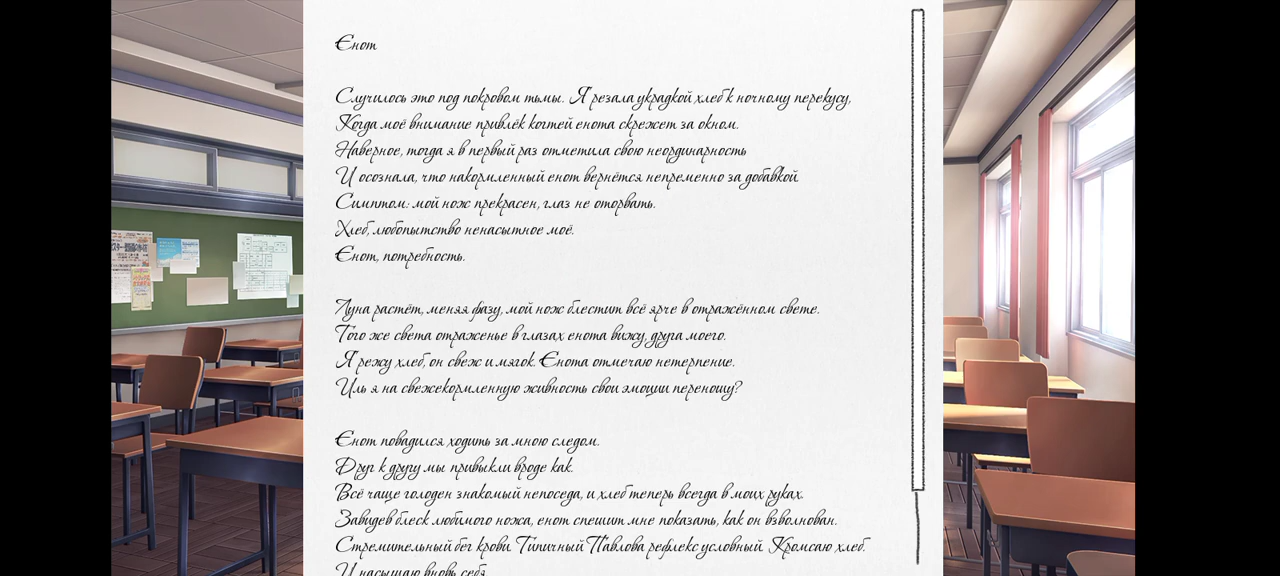 Енот
Случилось это под покровом тьмы. Я резала украдкой хлеб к ночному перекусу,
Когда моё внимание привлёк когтей енота скрежет за окном.
Наверное, тогда я в первый раз отметила свою неординарность
И осознала, что накормленный енот вернётся непременно за добавкой.
Симптом: мой нож прекрасен, глаз не оторвать.
Хлеб, любопытство ненасытное моё.
Енот, потребность.
Луна растёт, меняя фазу, мой нож блестит всё ярче в отражённом свете.
Того же света отраженье в глазах енота вижу, друга моего.
Я режу хлеб, он свеж и мягок. Енота отмечаю нетерпение.
Иль я на свежекормленную живность свои эмоции переношу?
Енот повадился ходить за мною следом.
Друг к другу мы привыкли вроде как.
Всё чаще голоден знакомый непоседа, и хлеб теперь всегда в моих руках.
Завидев блеск любимого ножа, енот спешит мне показать, как он взволнован.
Стремительный бег крови. Типичный Павлова рефлекс условный. Кромсаю хлеб.
И насыщаю вновь себя.